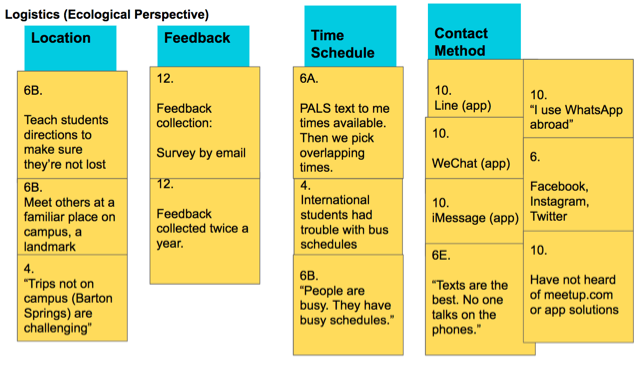 Logistics (Ecological Perspective)
Location
6B.
Teach students
directions to
make sure
they're not lost
6B.
Meet others at a
familiar place on
campus, a
landmark
4.
“Trips not on
campus (Barton
Springs) are
challenging”
Feedback
12.
Feedback
collection:
Survey by email
12.
Feedback
collected twice a
year.
Time
Schedule
6A.
PALS text to me
times available.
Then we pick
overlapping
times.
4.
International
students had
trouble with bus
schedules
6B.
“People are
busy. They have
busy schedules.”
Contact
Method
10.
Line (app)
10.
WeChat (app)
10.
iMessage (app)
6E.
“Texts are the
best. No one
talks on the
phones.”
10.
“I use WhatsApp
abroad”
6.
Facebook,
Instagram,
Twitter
10.
Have not heard
of meetup.com
or app solutions